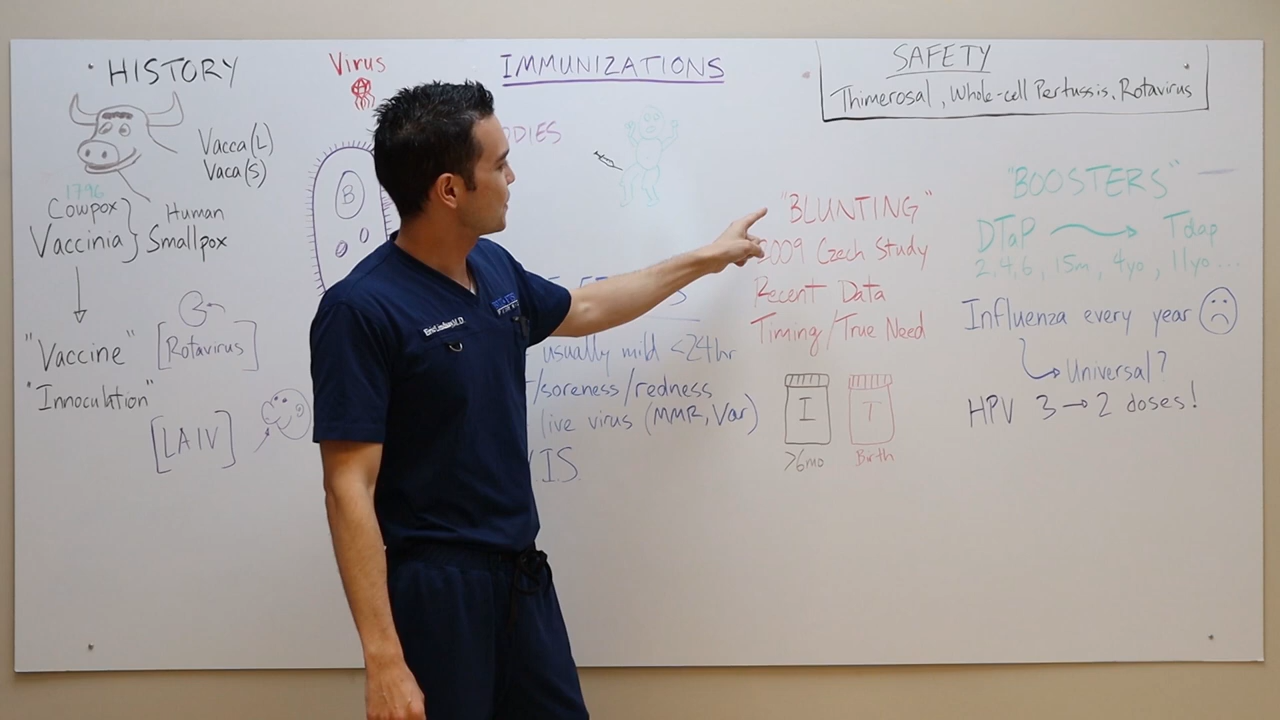 HISTORY
Vacca (L)
Vaca (S)
1796
Cowpox
Vaccinia
Human
Smallpox
"Vaccine"
"Innoculation"
[Rotavirus]
[LAIV]
Virus
B
IMMUNIZATIONS
ODIES
usually mild <24hr
/soreness/redness
live virus (MMR, Var)
.I.S.
SAFETY
Thimerosal, Whole-cell Pertussis, Rotavirus
"BLUNTING"
2009 Czech Study
Recent Data
Timing/True Need
I
T
>6mo
Birth
"BOOSTERS"
DTaP
Tdap
2, 4, 6, 15m, 4yo, 11yo...
Influenza every year
Universal?
HPV 3→2 doses!